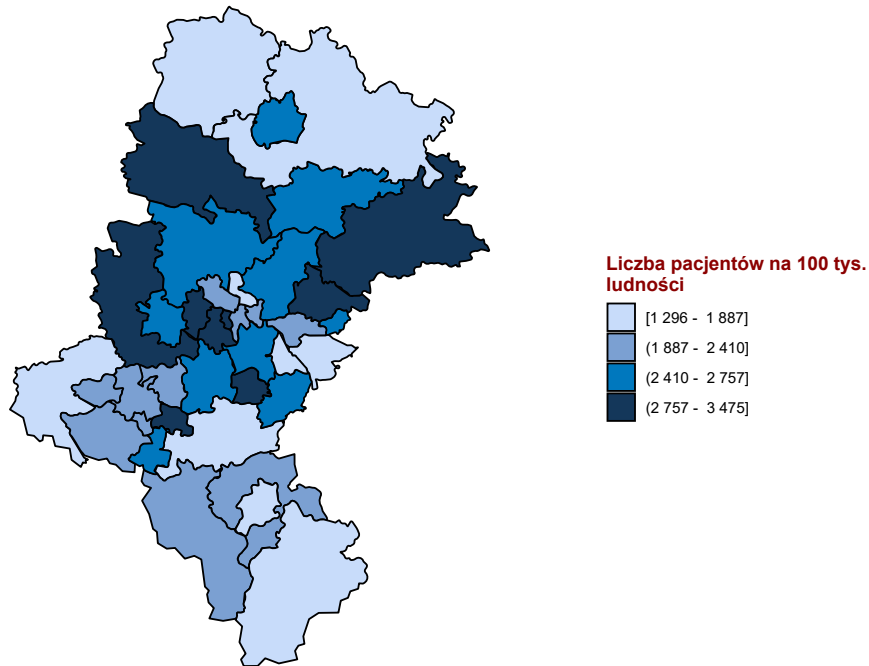 Liczba pacjentów na 100 tys.
ludności
[1 296 - 1 887]
(1 887 - 2 410]
(2 410 - 2 757]
(2 757 - 3 475]